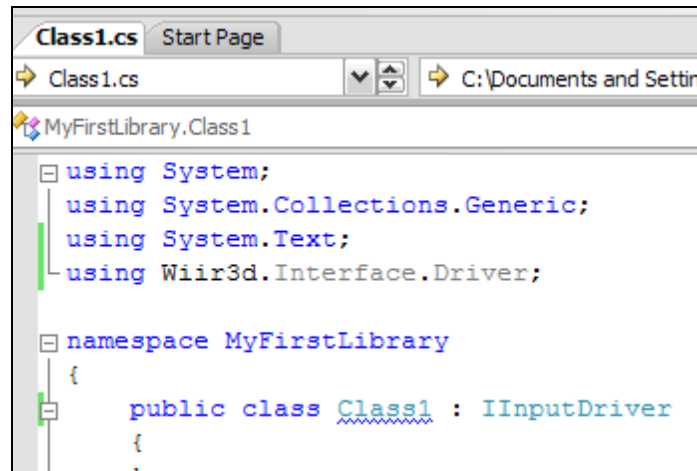 Class1.cs Start Page
Class1.cs C:\Documents and Settin
MyFirstLibrary.Class1
using System;
using System.Collections.Generic;
using System.Text;
using Wiir3d.Interface.Driver;
namespace MyFirstLibrary
{
public class Class1 : IInputDriver
{